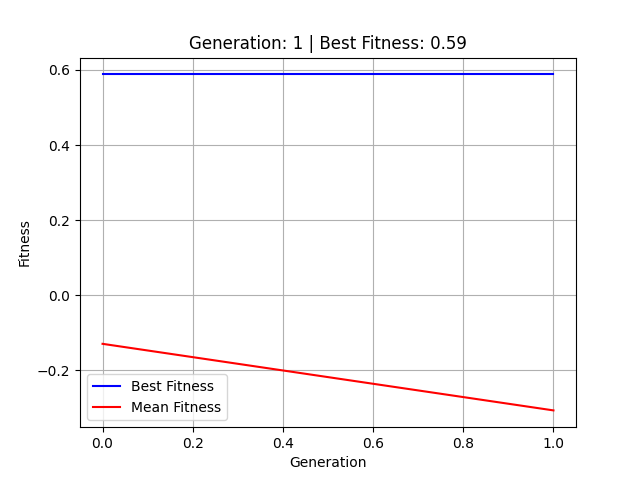 Generation: 1 | Best Fitness: 0.59
0.6
0.4
0.2
0.0
−0.2
Fitness
Best Fitness
Mean Fitness
0.0 0.2 0.4 0.6 0.8 1.0
Generation